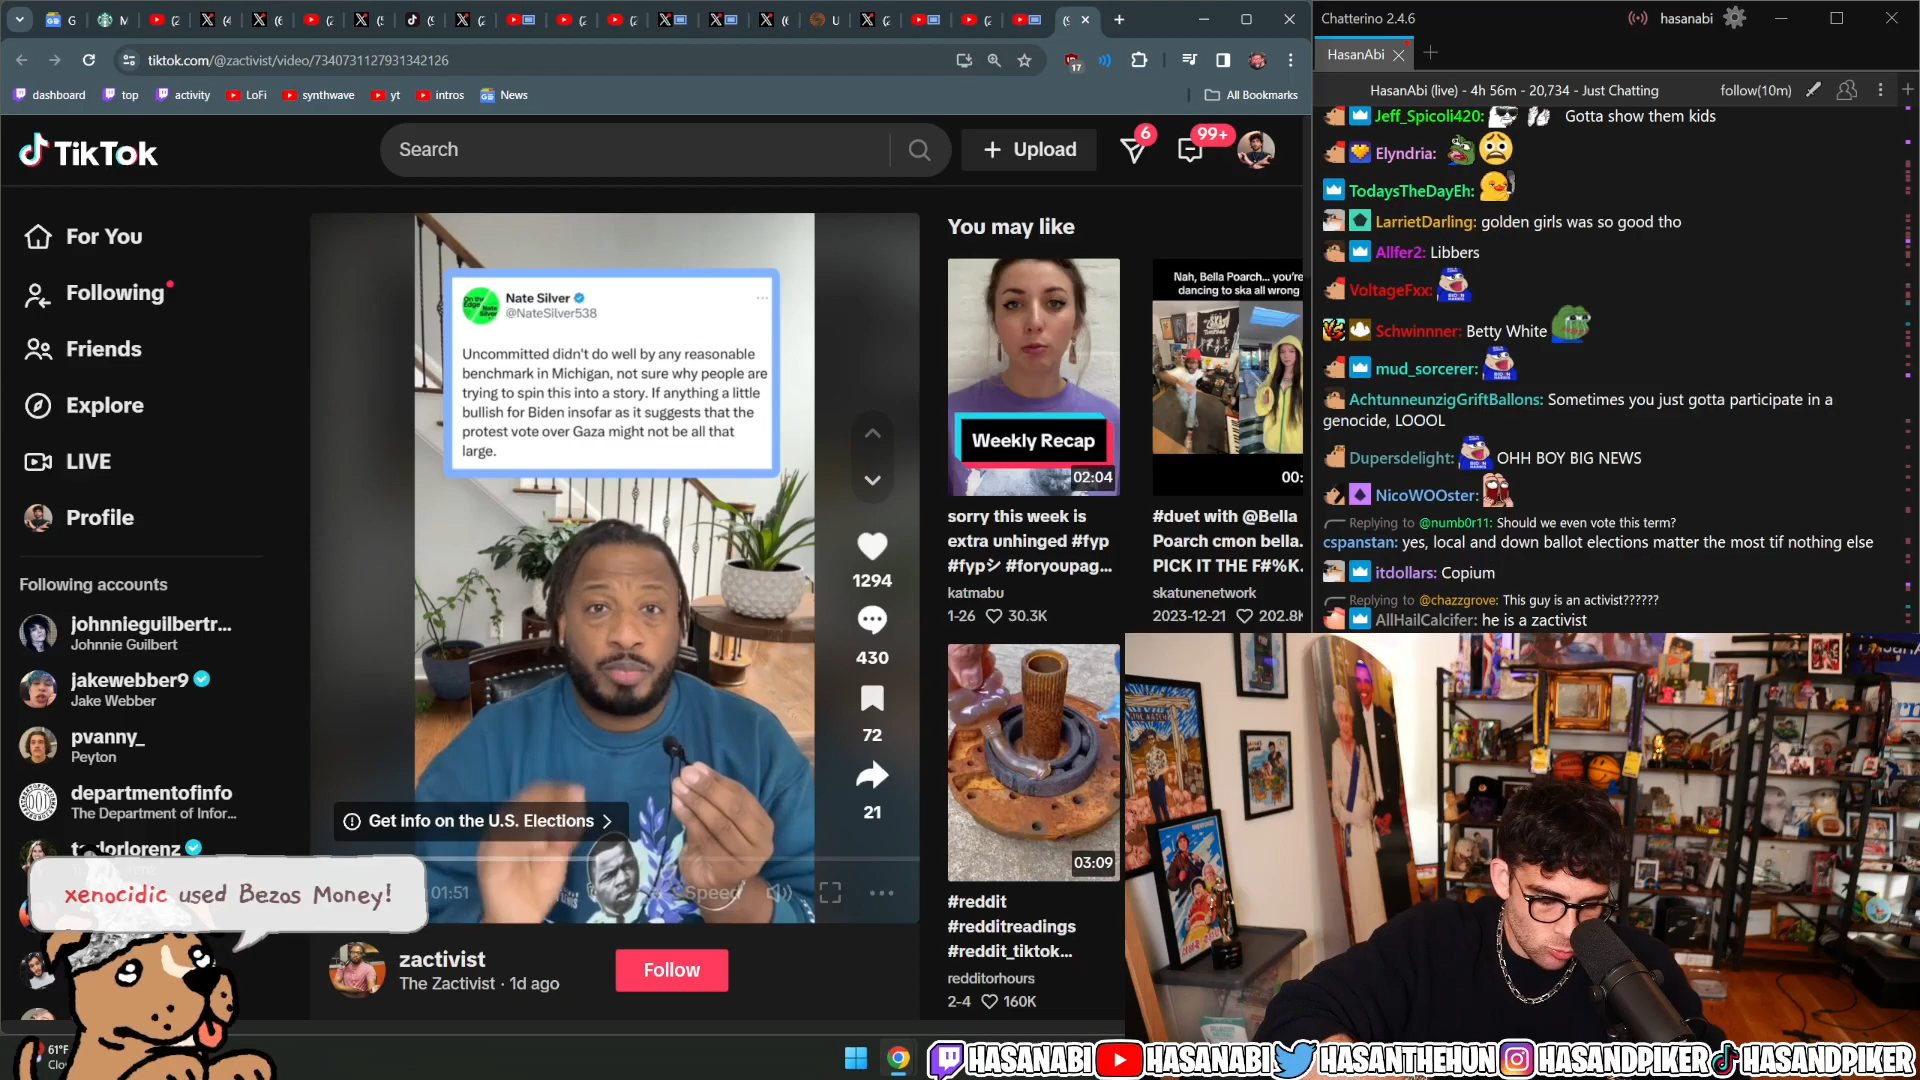 tiktok.com/@zactivist/video/7340731127931342126
17
dashboard
top
activity
LoFi
synthwave
yt
intros
News
All Bookmarks
TikTok
Search
Upload
6
99+
For You
Following
Friends
Explore
LIVE
Profile
Following accounts
johnnieguilbertr...
Johnnie Guilbert
jakewebber9
Jake Webber
pvanny_
Peyton
departmentofinfo
The Department of Infor...
taylorlorenz
xenocidic used Bezos Money!
61°F
Nate Silver
@NateSilver538
Uncommitted didn't do well by any reasonable
benchmark in Michigan, not sure why people are
trying to spin this into a story. If anything a little
bullish for Biden insofar as it suggests that the
protest vote over Gaza might not be all that
large.
1294
430
72
21
Get info on the U.S. Elections
01:51
Speed
zactivist
The Zactivist · 1d ago
Follow
You may like
Weekly Recap
02:04
sorry this week is
extra unhinged #fyp
#fypシ #foryoupag...
katmabu
1-26 30.3K
Nah, Bella Poarch... you're
dancing to ska all wrong
00:
#duet with @Bella
Poarch cmon bella.
PICK IT THE F#%K.
skatunenetwork
2023-12-21 202.8K
03:09
#reddit
#redditreadings
#reddit_tiktok...
redditorhours
2-4 160K
Chatterino 2.4.6
hasanabi
HasanAbi
HasanAbi (live) - 4h 56m - 20,734 - Just Chatting
follow(10m)
Jeff_Spicoli420: Gotta show them kids
Elyndria:
TodaysTheDayEh:
LarrietDarling: golden girls was so good tho
Allfer2: Libbers
VoltageFxx:
Schwinnner: Betty White
mud_sorcerer:
AchtunneunzigGriftBallons: Sometimes you just gotta participate in a
genocide, LOOOL
Dupersdelight: OHH BOY BIG NEWS
NicoWOOster:
Replying to @numb0r11: Should we even vote this term?
cspanstan: yes, local and down ballot elections matter the most tif nothing else
itdollars: Copium
Replying to @chazzgrove: This guy is an activist??????
AllHailCalcifer: he is a zactivist
HASANABI
HASANABI
HASANTHEHUN
HASANDPIKER
HASANDPIKER